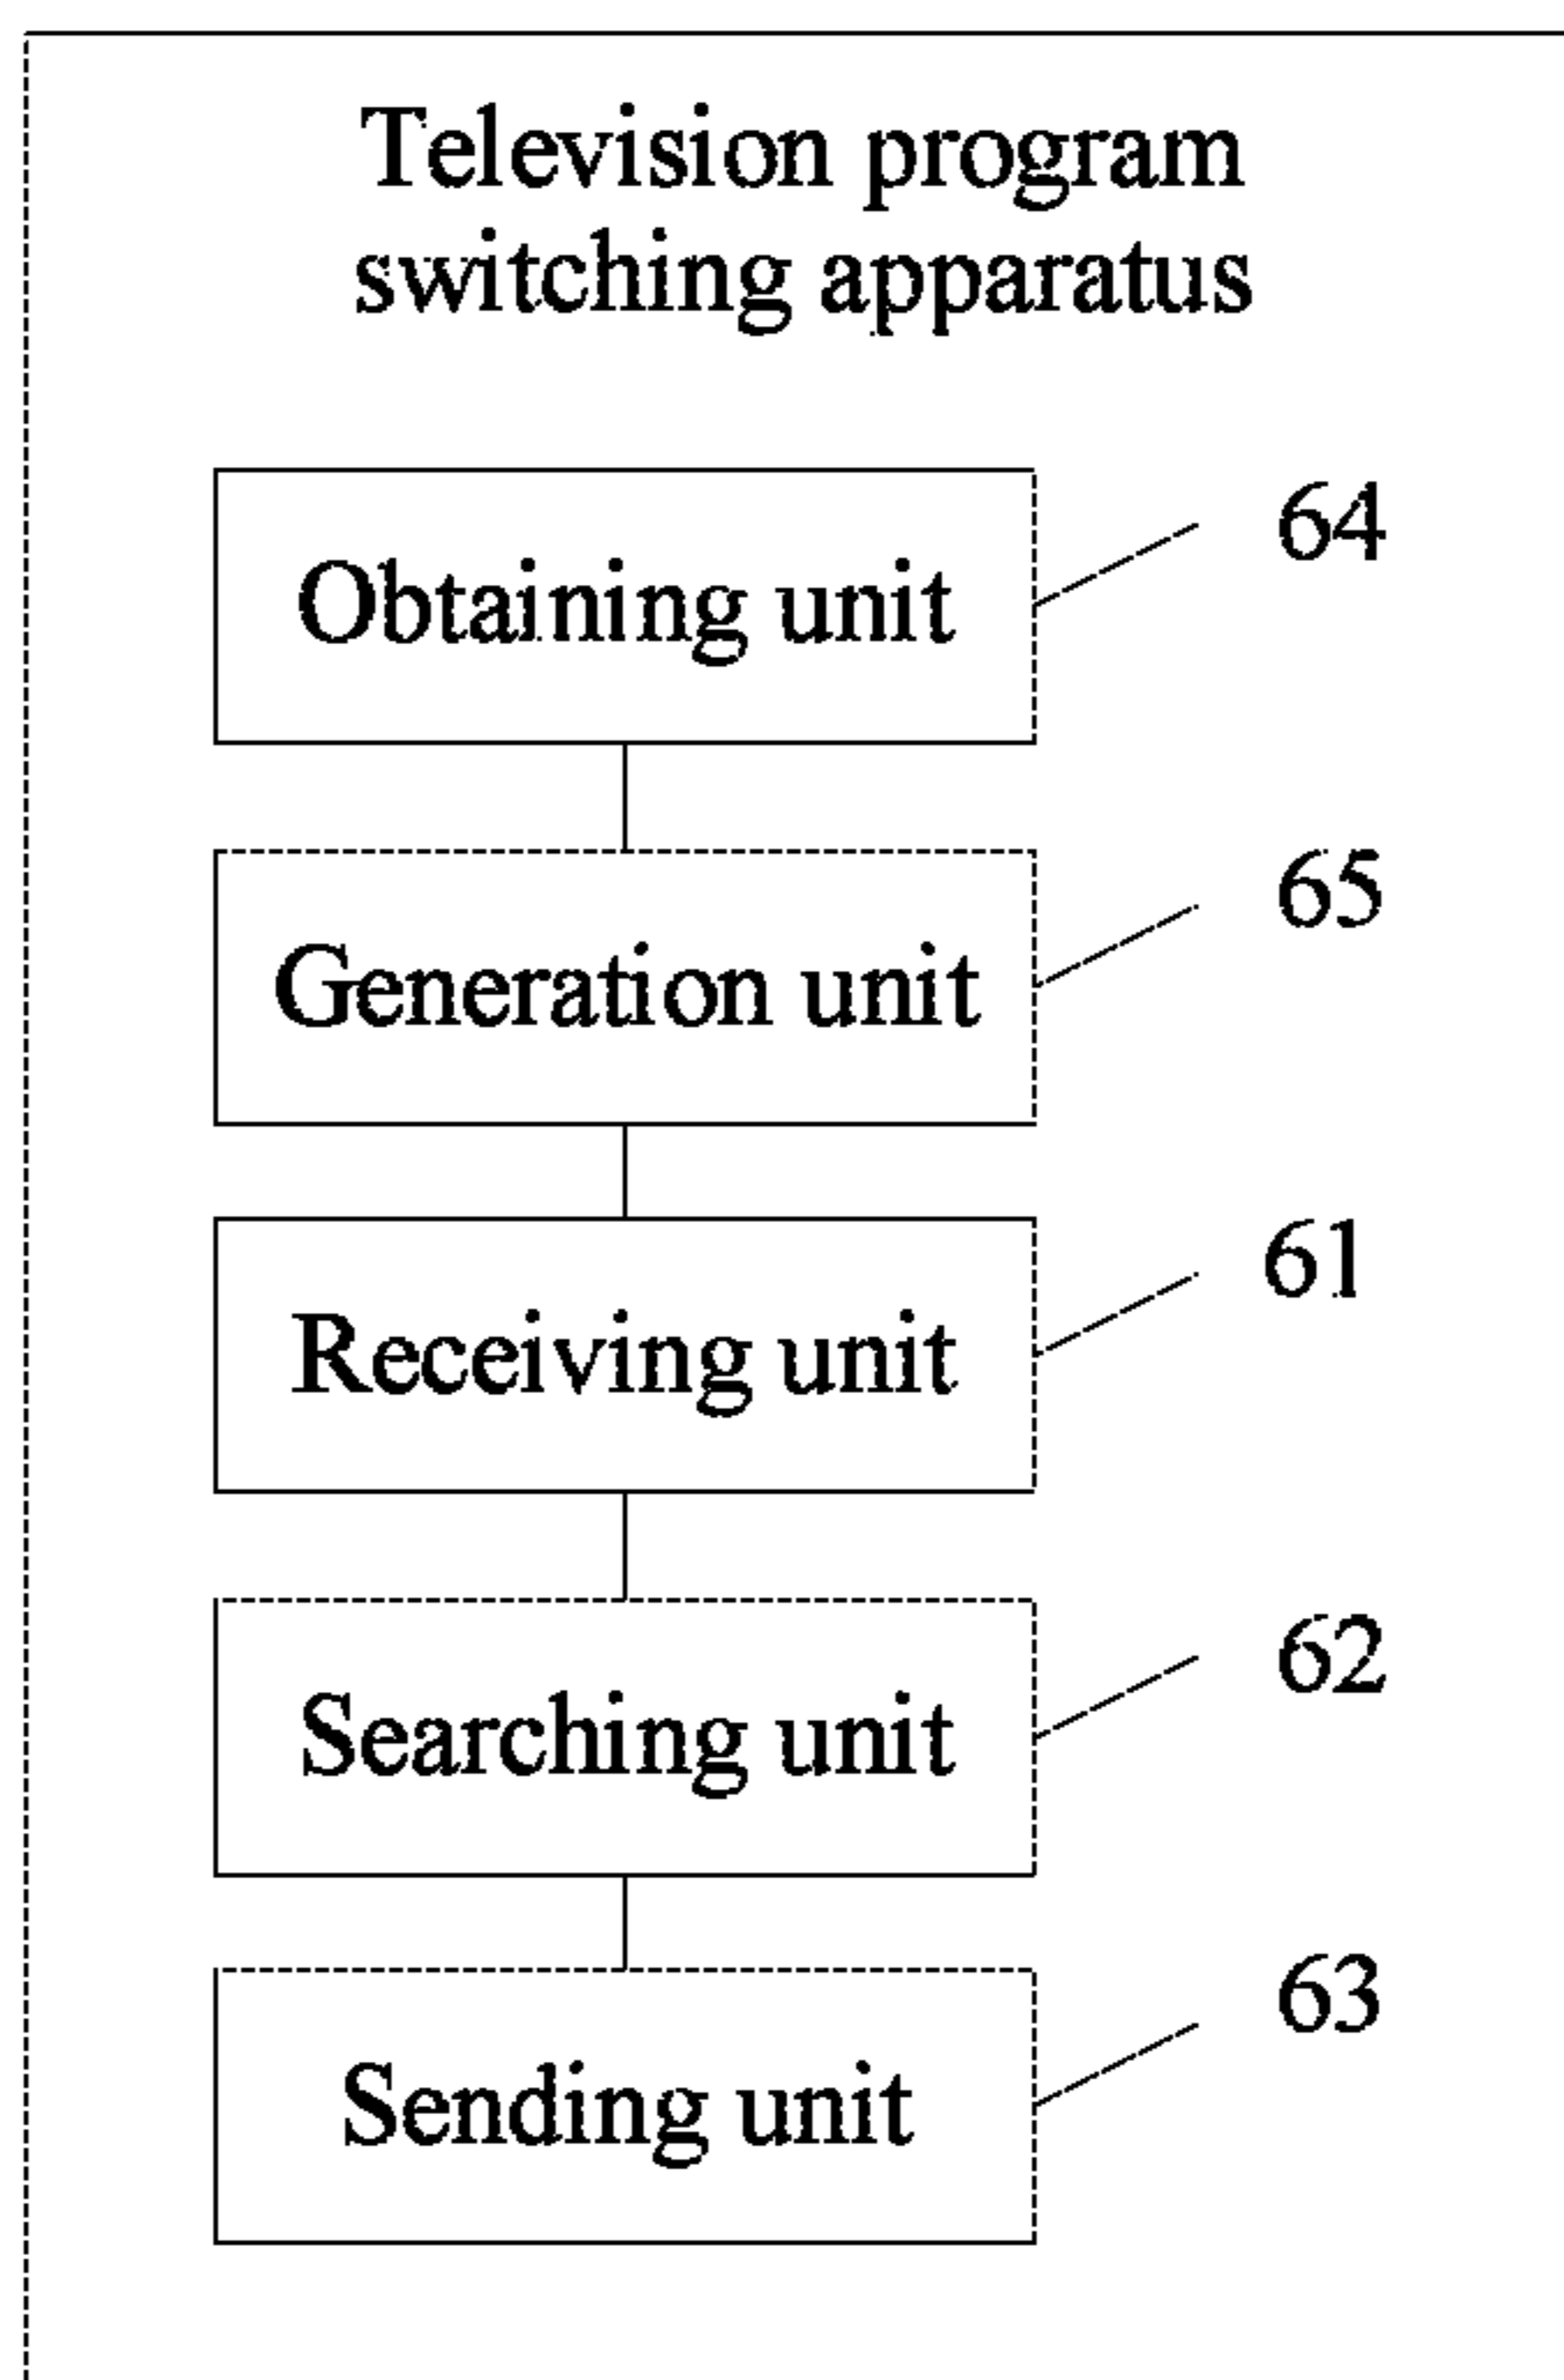 Television program
switching apparatus
Obtaining unit
64
Generation unit
65
Receiving unit
61
Searching unit
62
Sending unit
63